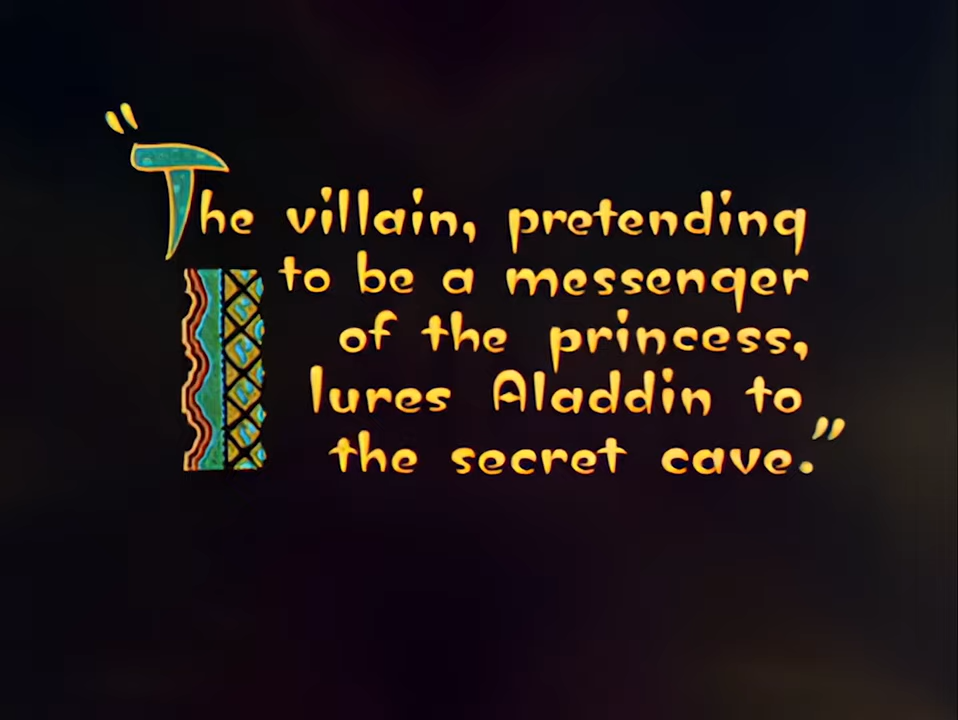 "The villain, pretending
to be a messenger
of the princess,
lures Aladdin to
the secret cave."